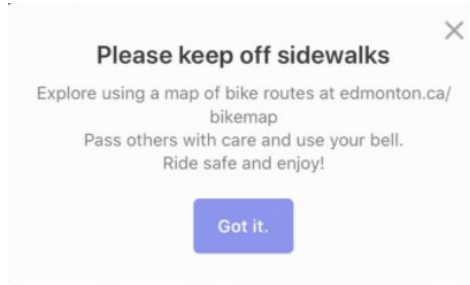 Please keep off sidewalks
Explore using a map of bike routes at edmonton.ca/
bikemap
Pass others with care and use your bell.
Ride safe and enjoy!
Got it.